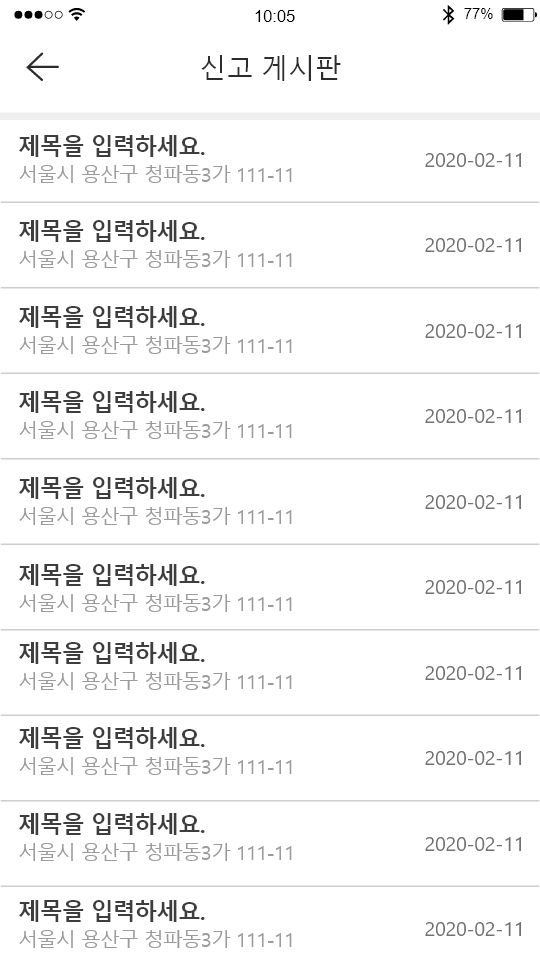 10:05
77%
신고 게시판
제목을 입력하세요.
서울시 용산구 청파동3가 111-11
2020-02-11
제목을 입력하세요.
서울시 용산구 청파동3가 111-11
2020-02-11
제목을 입력하세요.
서울시 용산구 청파동3가 111-11
2020-02-11
제목을 입력하세요.
서울시 용산구 청파동3가 111-11
2020-02-11
제목을 입력하세요.
서울시 용산구 청파동3가 111-11
2020-02-11
제목을 입력하세요.
서울시 용산구 청파동3가 111-11
2020-02-11
제목을 입력하세요.
서울시 용산구 청파동3가 111-11
2020-02-11
제목을 입력하세요.
서울시 용산구 청파동3가 111-11
2020-02-11
제목을 입력하세요.
서울시 용산구 청파동3가 111-11
2020-02-11
제목을 입력하세요.
서울시 용산구 청파동3가 111-11
2020-02-11